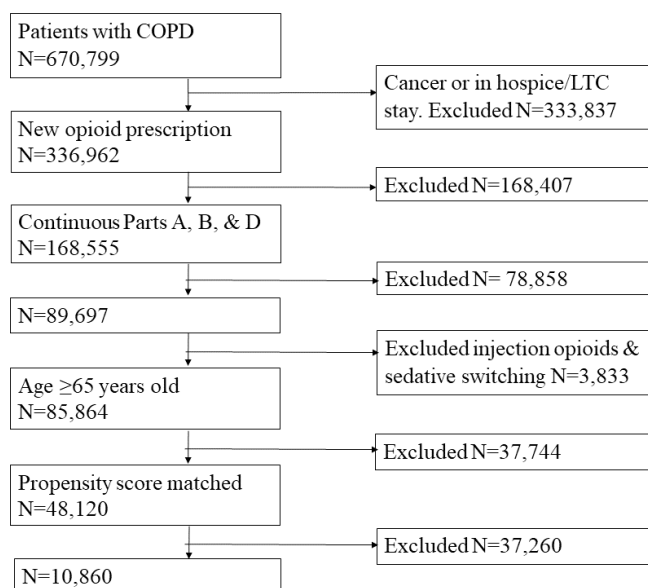 Patients with COPD
N=670,799
Cancer or in hospice/LTC
stay. Excluded N=333,837
New opioid prescription
N=336,962
Excluded N=168,407
Continuous Parts A, B, & D
N=168,555
Excluded N= 78,858
N=89,697
Excluded injection opioids &
sedative switching N=3,833
Age ≥65 years old
N=85,864
Excluded N=37,744
Propensity score matched
N=48,120
Excluded N=37,260
N=10,860